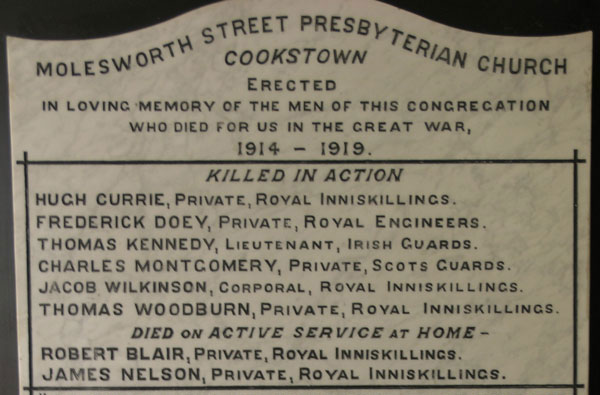 MOLESWORTH STREET PRESBYTERIAN CHURCH
COOKSTOWN
ERECTED
IN LOVING MEMORY OF THE MEN OF THIS CONGREGATION
WHO DIED FOR US IN THE GREAT WAR,
1914 – 1919.
KILLED IN ACTION
HUGH CURRIE, PRIVATE, ROYAL INNISKILLINGS.
FREDERICK DOEY, PRIVATE, ROYAL ENGINEERS.
THOMAS KENNEDY, LIEUTENANT, IRISH GUARDS.
CHARLES MONTGOMERY, PRIVATE, SCOTS GUARDS.
JACOB WILKINSON, CORPORAL, ROYAL INNISKILLINGS.
THOMAS WOODBURN, PRIVATE, ROYAL INNISKILLINGS.
DIED ON ACTIVE SERVICE AT HOME –
ROBERT BLAIR, PRIVATE, ROYAL INNISKILLINGS.
JAMES NELSON, PRIVATE, ROYAL INNISKILLINGS.